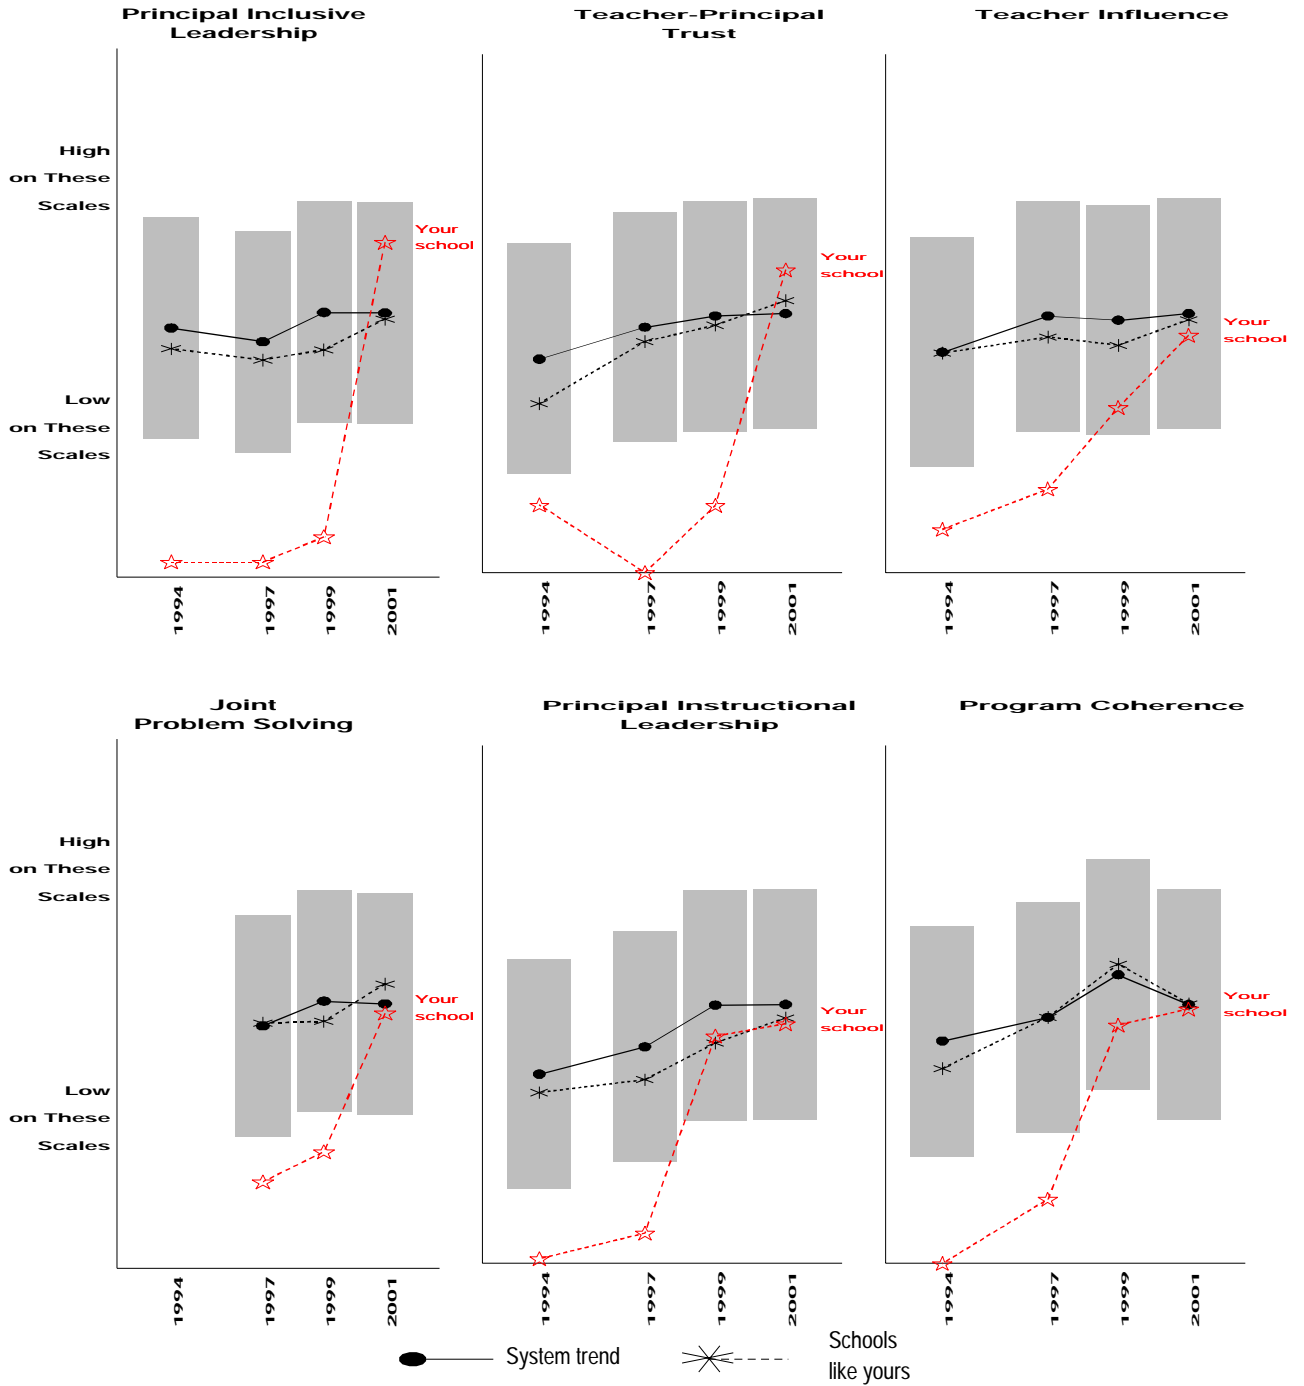 Principal Inclusive
Leadership
Teacher-Principal
Trust
Teacher Influence
High
on These
Scales
Low
on These
Scales
Your
school
Your
school
Your
school
1994
1997
1999
2001
1994
1997
1999
2001
1994
1997
1999
2001
Joint
Problem Solving
Principal Instructional
Leadership
Program Coherence
High
on These
Scales
Low
on These
Scales
Your
school
Your
school
Your
school
1994
1997
1999
2001
1994
1997
1999
2001
1994
1997
1999
2001
System trend
Schools
like yours